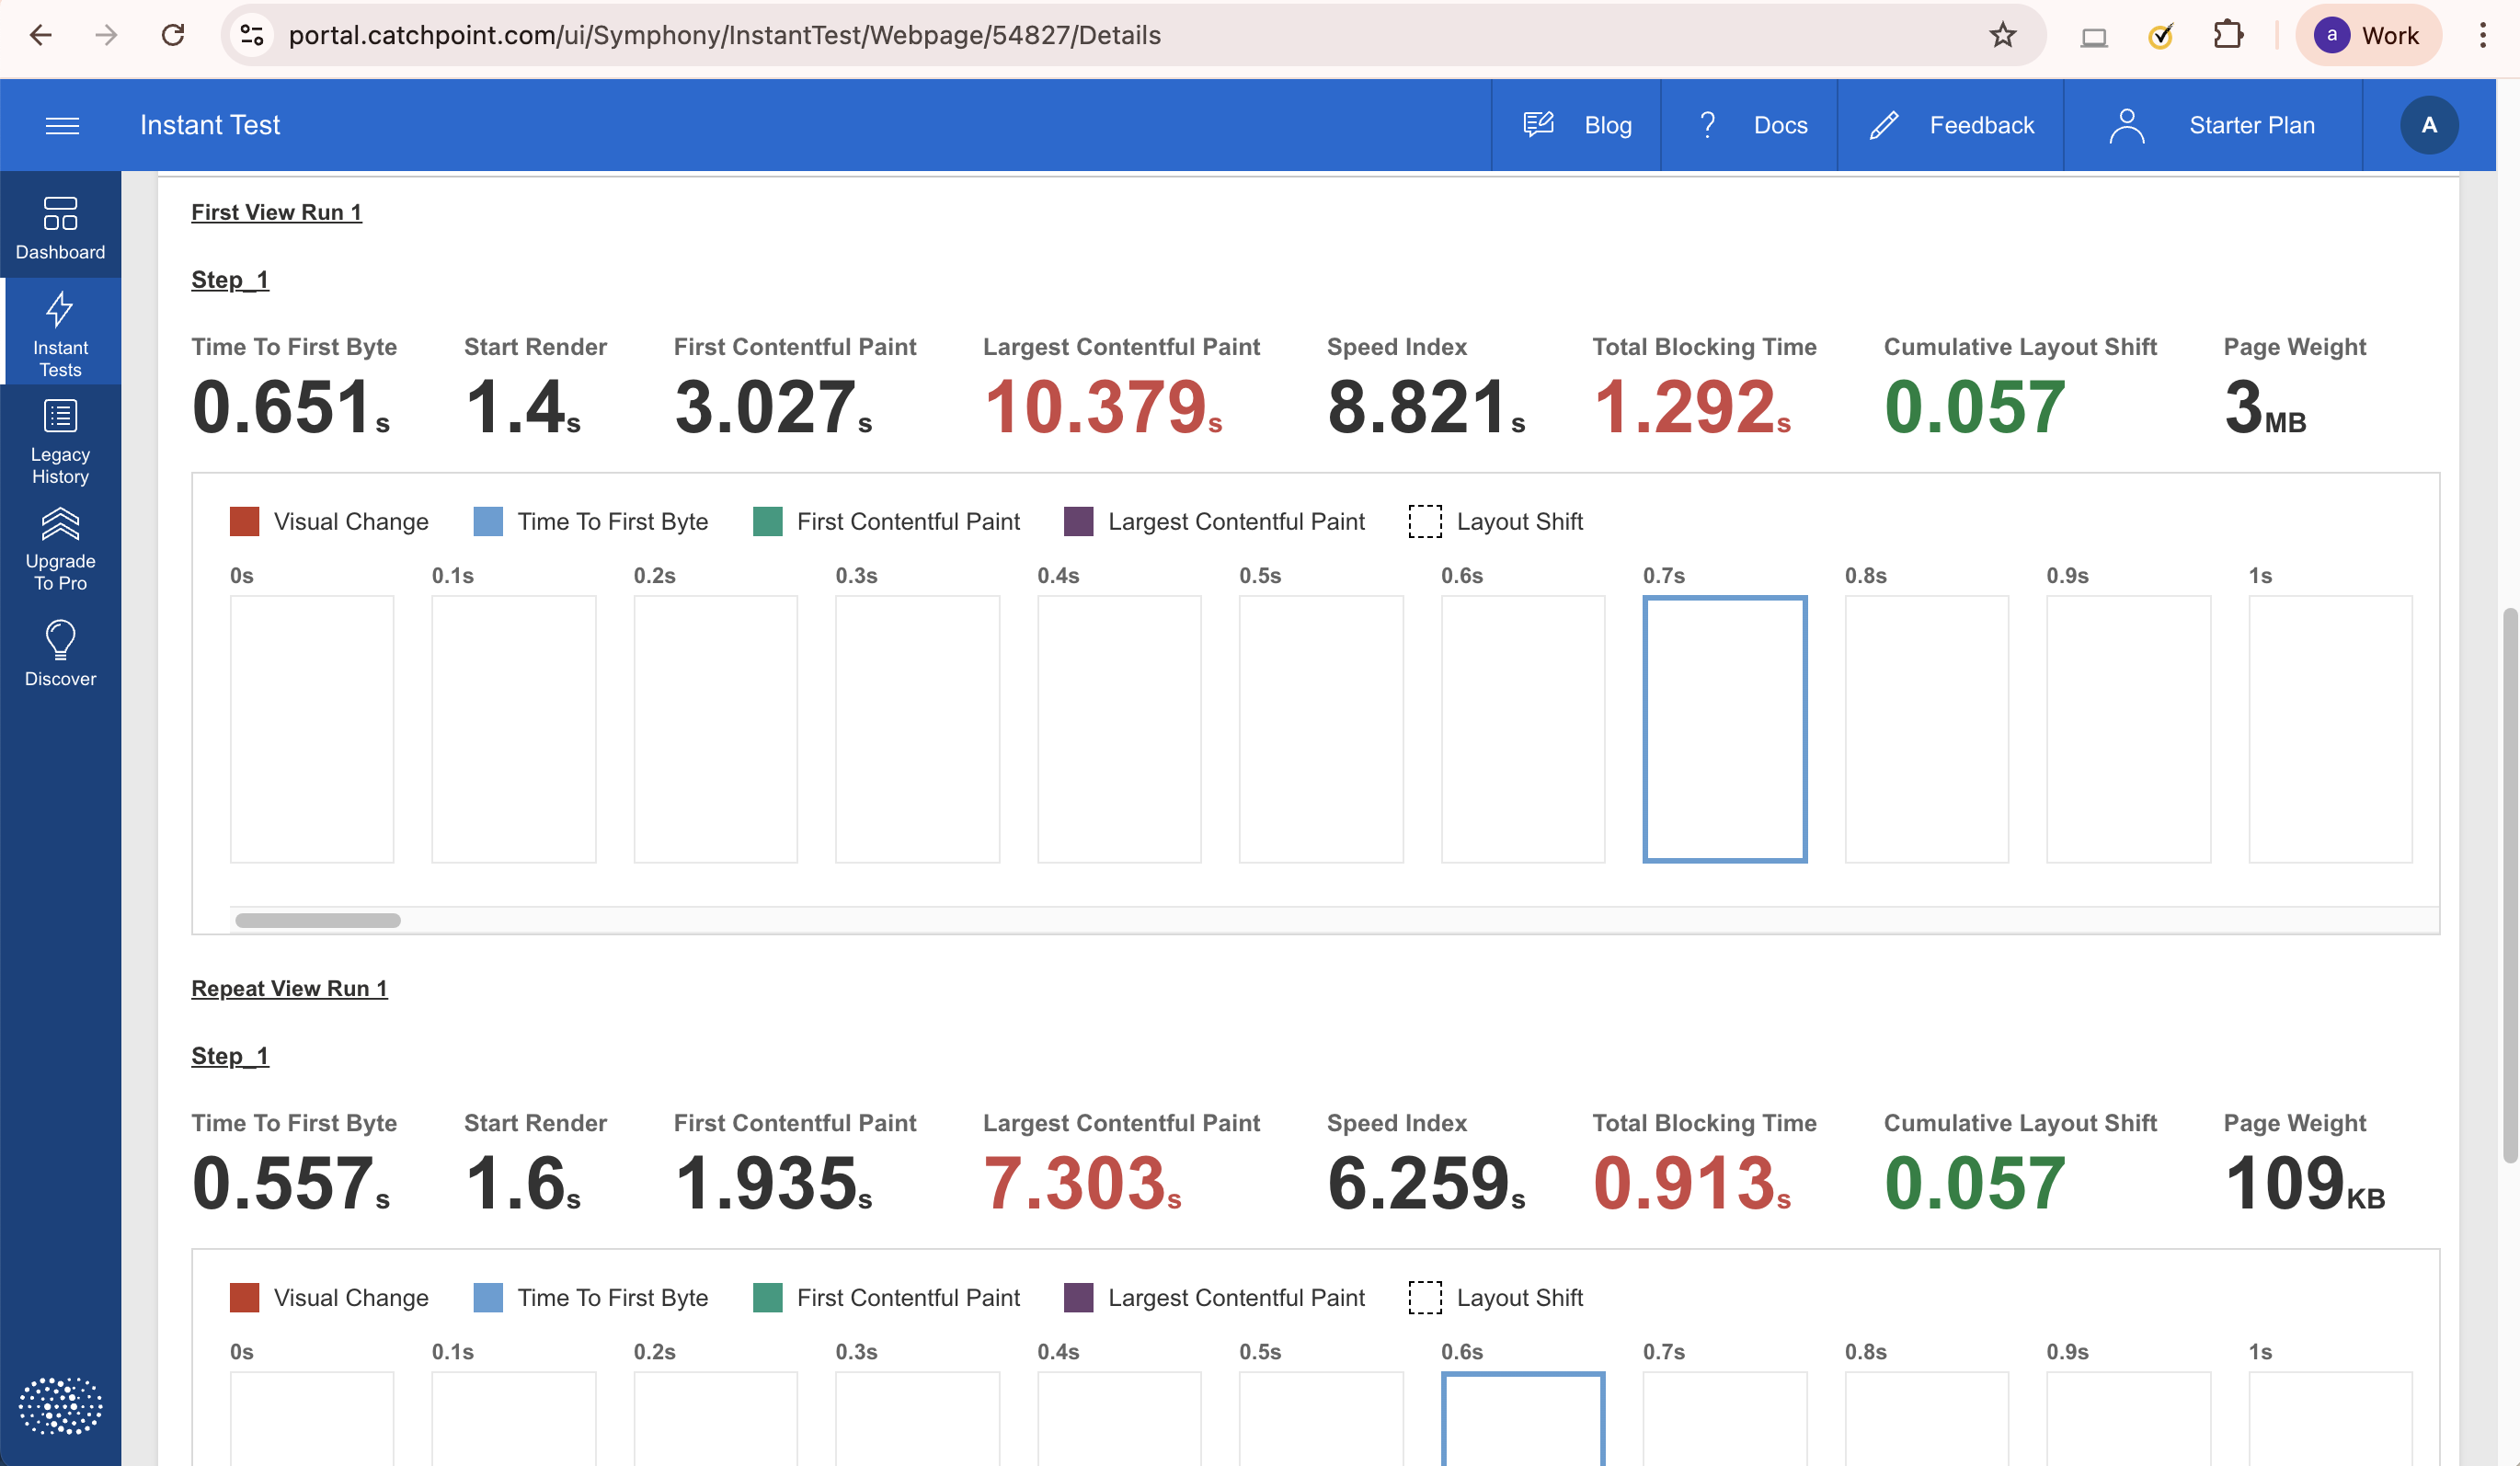 portal.catchpoint.com/ui/Symphony/InstantTest/Webpage/54827/Details
a Work
Instant Test
Blog
? Docs
Feedback
Starter Plan
A
Dashboard
Instant
Tests
Legacy
History
Upgrade
To Pro
Discover
First View Run 1
Step_1
Time To First Byte Start Render First Contentful Paint Largest Contentful Paint Speed Index Total Blocking Time Cumulative Layout Shift Page Weight
0.651s 1.4s 3.027s 10.379s 8.821s 1.292s 0.057 3MB
Visual Change Time To First Byte First Contentful Paint Largest Contentful Paint Layout Shift
0s 0.1s 0.2s 0.3s 0.4s 0.5s 0.6s 0.7s 0.8s 0.9s 1s
Repeat View Run 1
Step_1
Time To First Byte Start Render First Contentful Paint Largest Contentful Paint Speed Index Total Blocking Time Cumulative Layout Shift Page Weight
0.557s 1.6s 1.935s 7.303s 6.259s 0.913s 0.057 109KB
Visual Change Time To First Byte First Contentful Paint Largest Contentful Paint Layout Shift
0s 0.1s 0.2s 0.3s 0.4s 0.5s 0.6s 0.7s 0.8s 0.9s 1s